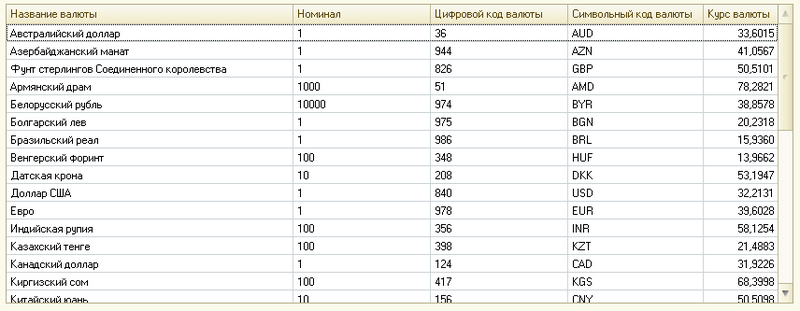 Название валюты Номинал Цифровой код валюты Символьный код валюты Курс валюты
Австралийский доллар 1 36 AUD 33,6015
Азербайджанский манат 1 944 AZN 41,0567
Фунт стерлингов Соединенного королевства 1 826 GBP 50,5101
Армянский драм 1000 51 AMD 78,2821
Белорусский рубль 10000 974 BYR 38,8578
Болгарский лев 1 975 BGN 20,2318
Бразильский реал 1 986 BRL 15,9360
Венгерский форинт 100 348 HUF 13,9662
Датская крона 10 208 DKK 53,1947
Доллар США 1 840 USD 32,2131
Евро 1 978 EUR 39,6028
Индийская рупия 100 356 INR 58,1254
Казахский тенге 100 398 KZT 21,4883
Канадский доллар 1 124 CAD 31,9226
Киргизский сом 100 417 KGS 68,3998
Китайский юань 10 156 CNY 50,5098